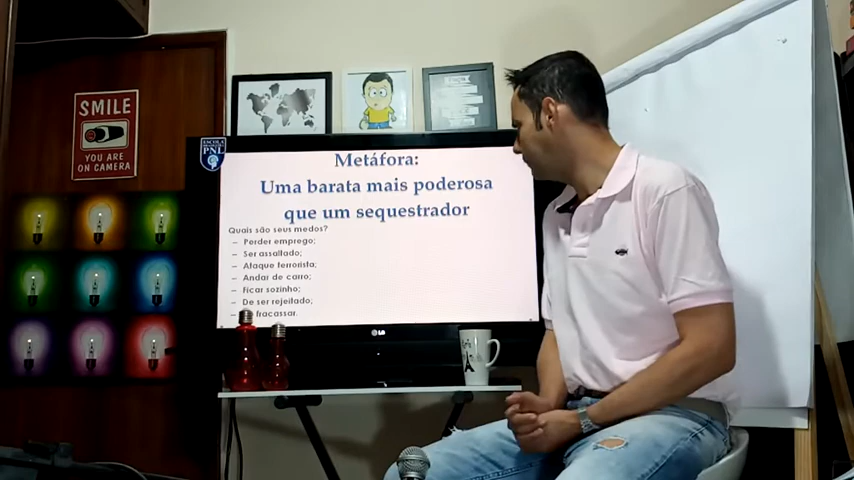 SMILE
YOU ARE
ON CAMERA
ESCOLA
PNL
Metáfora:
Uma barata mais poderosa
que um sequestrador
Quais são seus medos?
– Perder emprego;
– Ser assaltado;
– Ataque terrorista;
– Andar de carro;
– Ficar sozinho;
– De ser rejeitado,
fracassar.
LG